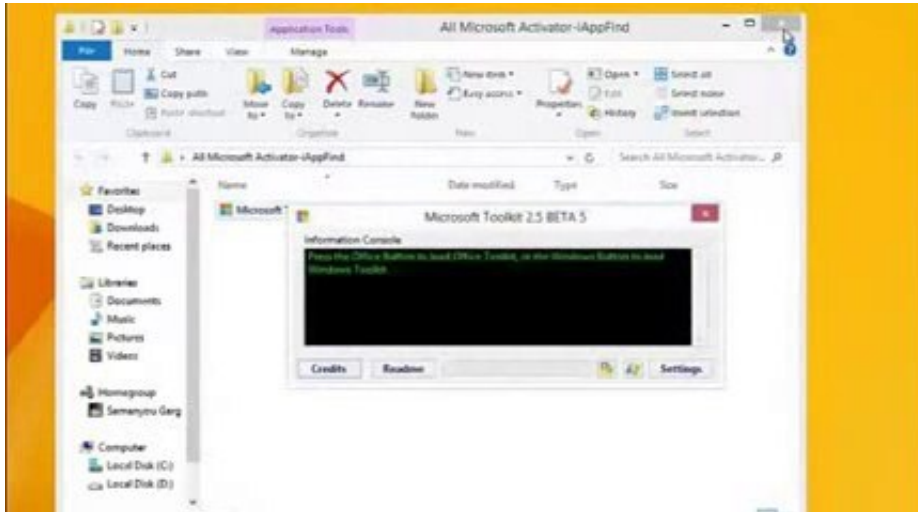 Application Tools
All Microsoft Activator-iAppFind
File Home Share View Manage
Copy
Paste
Cut
Copy path
Paste shortcut
Move to
Copy to
Delete
Rename
New folder
New item
Easy access
Properties
Open
Edit
History
Select all
Select none
Invert selection
Clipboard Organize New Open Select
All Microsoft Activator-iAppFind
Search All Microsoft Activator...
Name Date modified Type Size
Favorites
Desktop
Downloads
Recent places
Libraries
Documents
Music
Pictures
Videos
Homegroup
Semanyou Garg
Computer
Local Disk (C:)
Local Disk (D:)
Microsoft
Microsoft Toolkit 2.5 BETA 5
Information Console
Press the Office Button to load Office Toolkit, or the Windows Button to load
Windows Toolkit
Credits Readme Settings